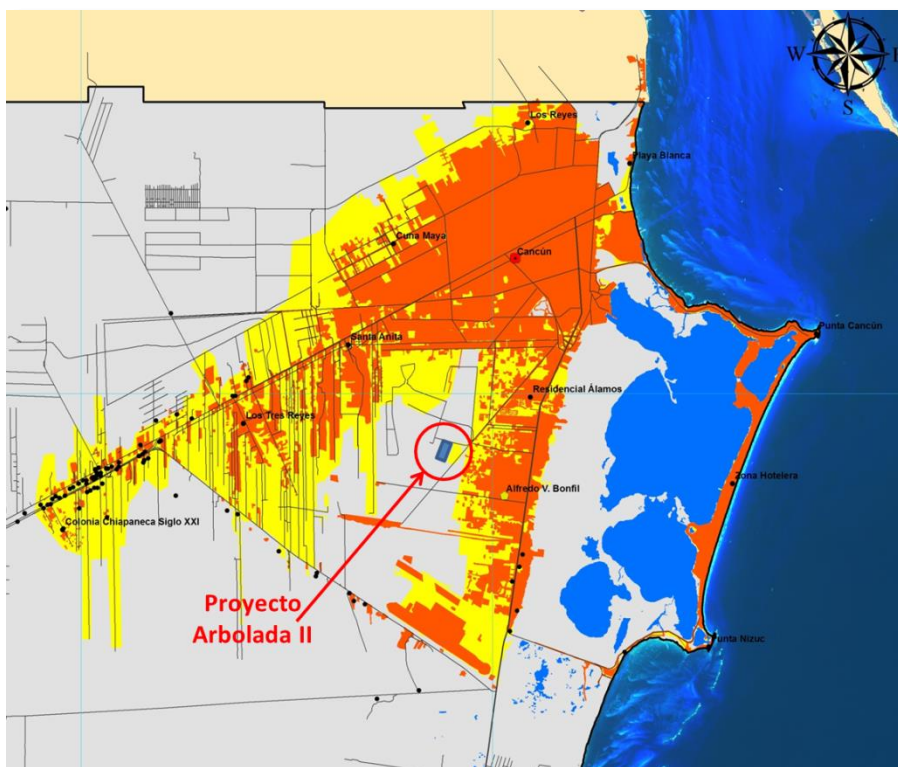 W
S
Los Reyes
Playa Blanca
Cuna Maya
Cancún
Punta Cancún
Santa Anita
Residencial Álamos
Los Tres Reyes
Zona Hotelera
Alfredo V. Bonfil
Colonia Chiapaneca Siglo XXI
Proyecto
Arbolada II
Punta Nizuc